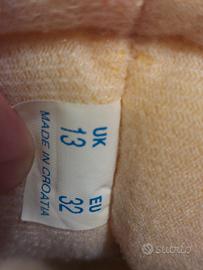 UK EU
13 32
MADE IN CROATIA
subito